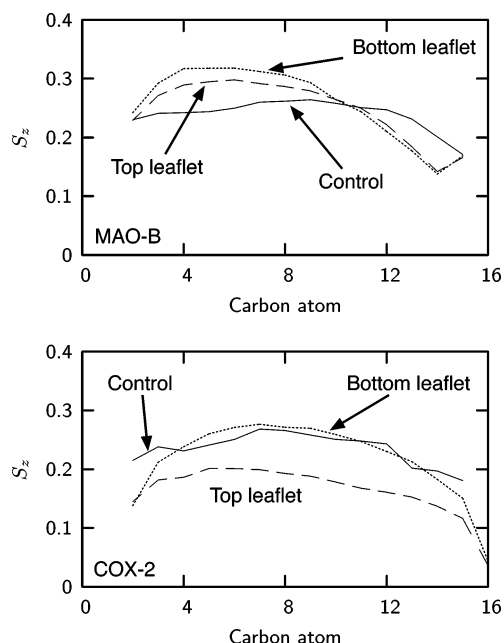 0.4
Bottom leaflet
0.3
S_z
0.2
Top leaflet
Control
0.1
MAO-B
0
0 4 8 12 16
Carbon atom
0.4
Control
Bottom leaflet
0.3
S_z
0.2
Top leaflet
0.1
COX-2
0
0 4 8 12 16
Carbon atom